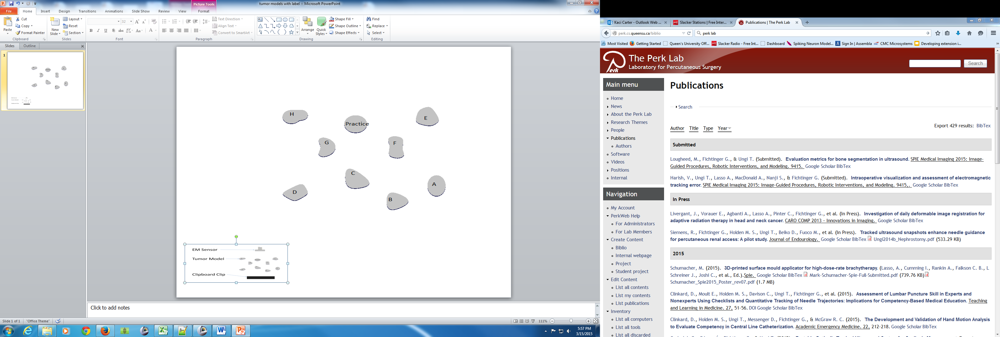 tumor models with label - Microsoft PowerPoint
Picture Tools
File Home Insert Design Transitions Animations Slide Show Review View Format
Paste
Cut
Copy
Format Painter
Clipboard
New Slide
Layout
Reset
Section
Slides
32
Font
Text Direction
Align Text
Convert to SmartArt
Paragraph
Arrange
Quick Styles
Shape Fill
Shape Outline
Shape Effects
Drawing
Find
Replace
Select
Editing
Slides Outline
1
H
Practice
E
G
F
C
A
D
B
EM Sensor
Tumor Model
Clipboard Clip
Click to add notes
Slide 1 of 1 "Office Theme" 111%
5:57 PM
3/15/2015
Kaci Carter - Outlook Web ...
Slacker Stations | Free Inter...
Publications | The Perk Lab
perk.cs.queensu.ca/biblio
perk lab
Most Visited Getting Started Queen's University Off... Slacker Radio - Free Int... Dashboard Spiking Neuron Model... Sign In | Assembla CMC Microsystems Developing extension i...
Perk
The Perk Lab
Laboratory for Percutaneous Surgery
Search
Main menu
Home
News
About the Perk Lab
Research Themes
People
Publications
Authors
Software
Videos
Positions
Internal
Navigation
My Account
PerkWeb Help
For Administrators
For Lab Members
Create Content
Biblio
Internal webpage
Project
Student project
Edit Content
List all contents
List my contents
List publications
Inventory
List all computers
List all tools
List all discarded
Publications
Search
Export 429 results: BibTex
Author Title Type Year
Submitted
Lougheed, M., Fichtinger G., & Ungi T. (Submitted). Evaluation metrics for bone segmentation in ultrasound. SPIE Medical Imaging 2015: Image-
Guided Procedures, Robotic Interventions, and Modeling. 9415. Google Scholar BibTex
Harish, V., Ungi T., Lasso A., MacDonald A., Nanji S., & Fichtinger G. (Submitted). Intraoperative visualization and assessment of electromagnetic
tracking error. SPIE Medical Imaging 2015: Image-Guided Procedures, Robotic Interventions, and Modeling. 9415,. Google Scholar BibTex
In Press
Livergant, J., Vorauer E., Agbanti A., Lasso A., Pinter C., Fichtinger G., et al. (In Press). Investigation of daily deformable image registration for
adaptive radiation therapy in head and neck cancer. CARO COMP 2013 - Innovations in Imaging. Google Scholar BibTex
Siemens, R., Fichtinger G., Holden M. S., Ungi T., Beiko D., Fuoco M., et al. (In Press). Tracked ultrasound snapshots enhance needle guidance
for percutaneous renal access: A pilot study. Journal of Endourology. Google Scholar BibTex Ungi2014b_Nephrostomy.pdf (533.29 KB)
2015
Schumacher, M. (2015). 3D-printed surface mould applicator for high-dose-rate brachytherapy. (Lasso, A., Cumming I., Rankin A., Falkson C. B., L
Schreiner J., Joshi C., et al., Ed.).Spie. Google Scholar BibTex Mark-Schumacher-Spie-Full-Submitted.pdf (739.76 KB)
Schumacher_Spie2015_Poster_rev07.pdf (1.7 MB)
Clinkard, D., Moult E., Holden M. S., Davison C., Ungi T., Fichtinger G., et al. (2015). Assessment of Lumbar Puncture Skill in Experts and
Nonexperts Using Checklists and Quantitative Tracking of Needle Trajectories: Implications for Competency-Based Medical Education. Teaching
and Learning in Medicine. 27, 51-56. DOI Google Scholar BibTex
Clinkard, D., Holden M. S., Ungi T., Messenger D., Fichtinger G., & McGraw R. C. (2015). The Development and Validation of Hand Motion Analysis
to Evaluate Competency in Central Line Catheterization. Academic Emergency Medicine. 22, 212-218. Google Scholar BibTex